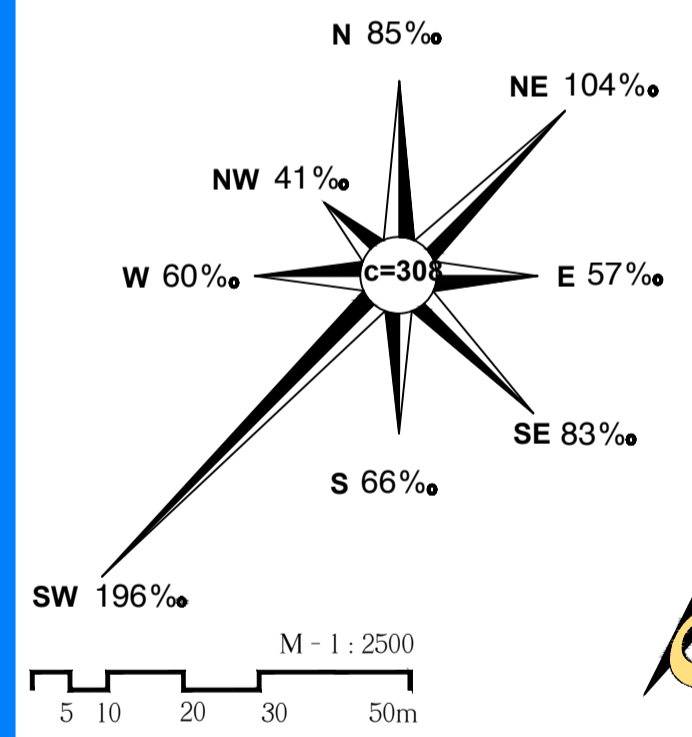 N 85‰
NE 104‰
NW 41‰
c=308
W 60‰
E 57‰
SE 83‰
S 66‰
SW 196‰
M - 1 : 2500
5 10 20 30 50m